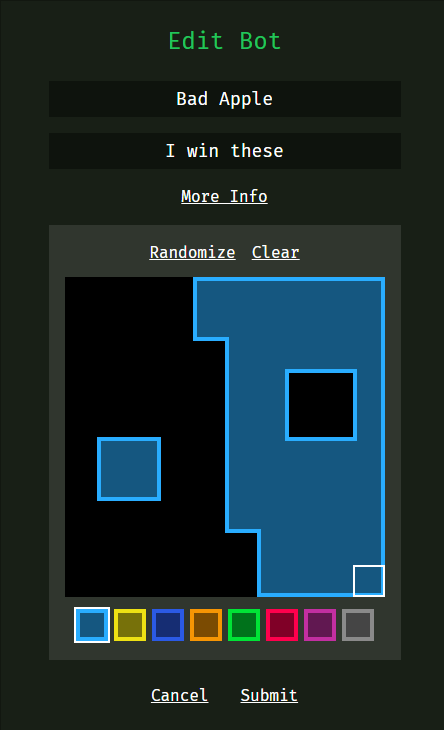 Edit Bot
Bad Apple
I win these
More Info
Randomize Clear
Cancel Submit